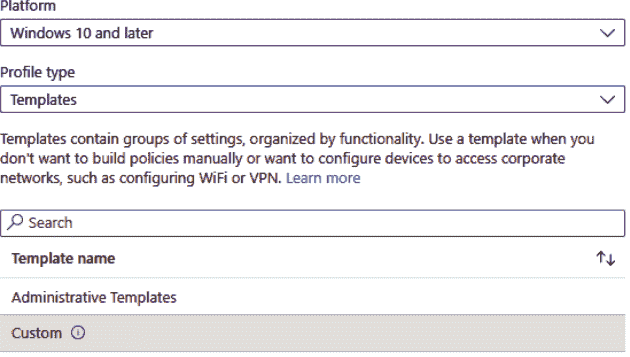 Platform
Windows 10 and later
Profile type
Templates
Templates contain groups of settings, organized by functionality. Use a template when you
don't want to build policies manually or want to configure devices to access corporate
networks, such as configuring WiFi or VPN. Learn more
Search
Template name
Administrative Templates
Custom